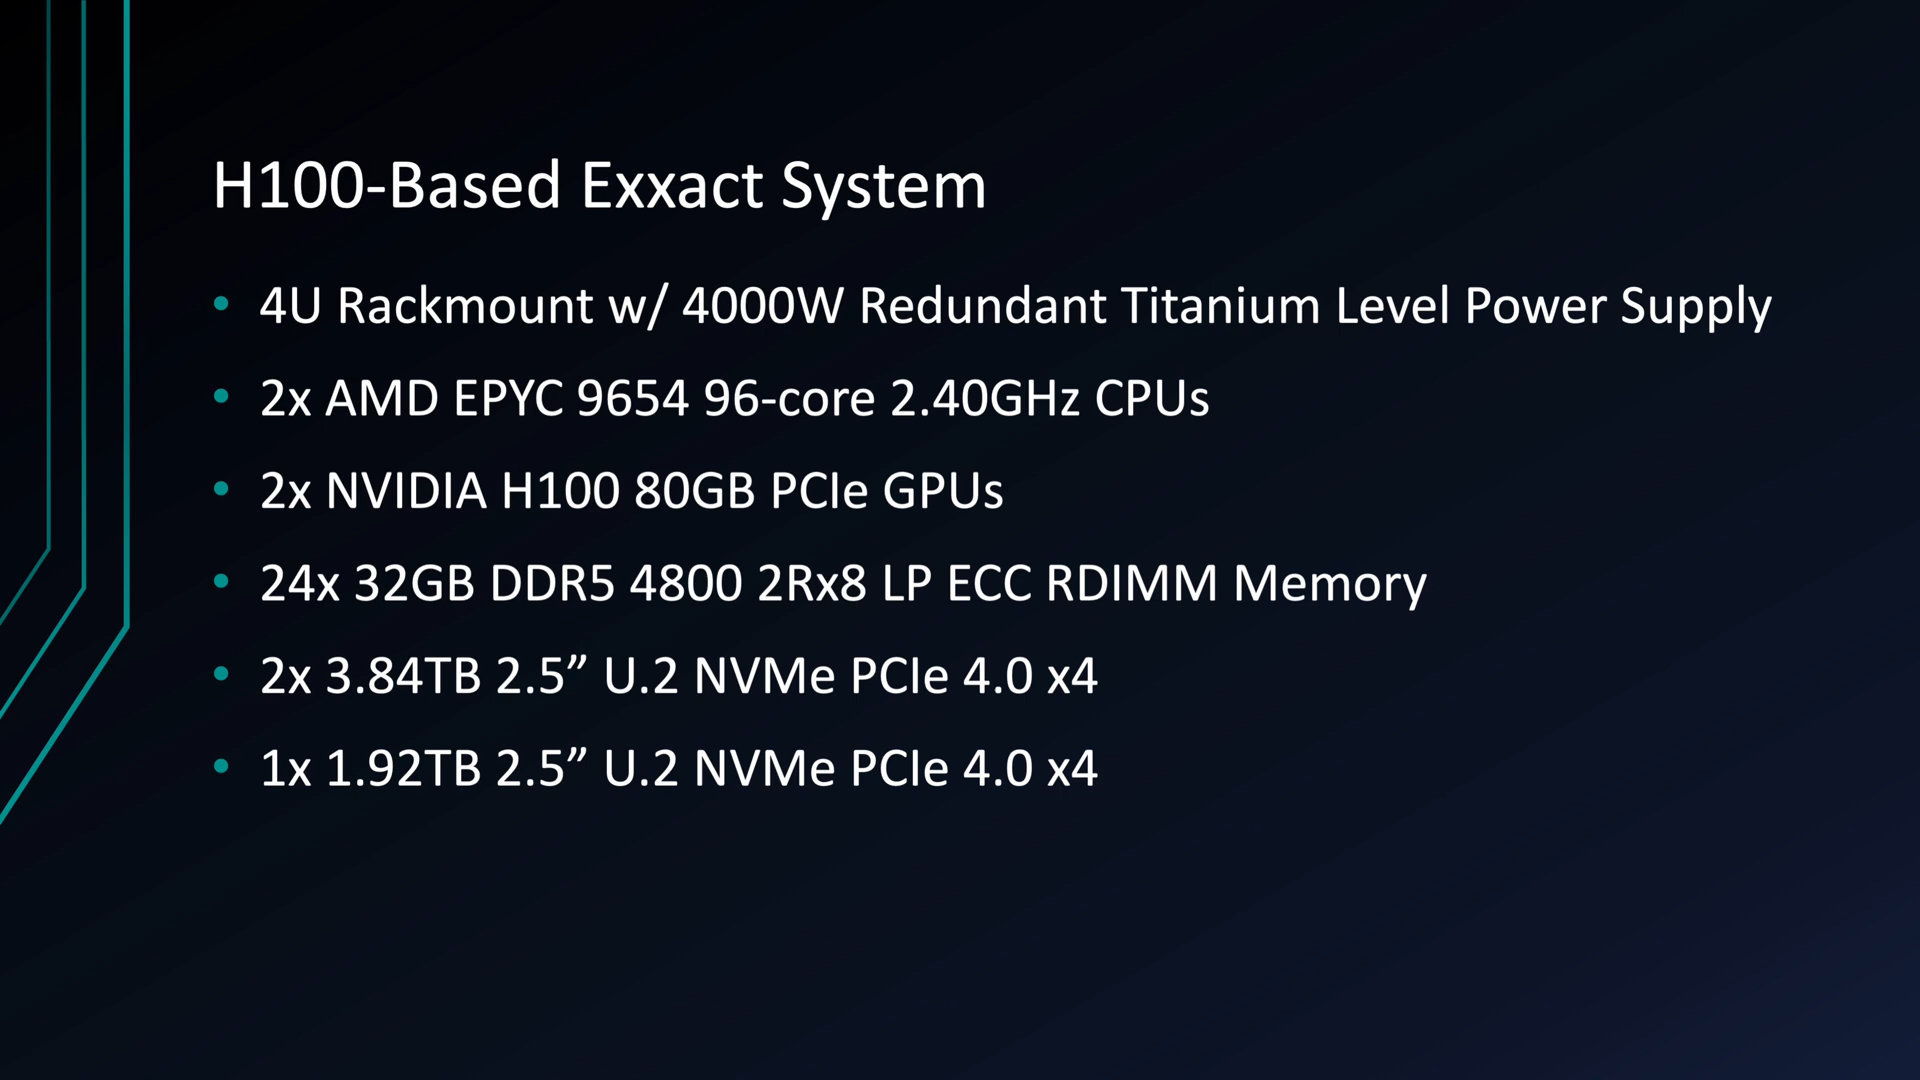 H100-Based Exxact System
• 4U Rackmount w/ 4000W Redundant Titanium Level Power Supply
• 2x AMD EPYC 9654 96-core 2.40GHz CPUs
• 2x NVIDIA H100 80GB PCIe GPUs
• 24x 32GB DDR5 4800 2Rx8 LP ECC RDIMM Memory
• 2x 3.84TB 2.5” U.2 NVMe PCIe 4.0 x4
• 1x 1.92TB 2.5” U.2 NVMe PCIe 4.0 x4